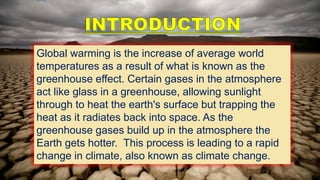 INTRODUCTION
Global warming is the increase of average world
temperatures as a result of what is known as the
greenhouse effect. Certain gases in the atmosphere
act like glass in a greenhouse, allowing sunlight
through to heat the earth's surface but trapping the
heat as it radiates back into space. As the
greenhouse gases build up in the atmosphere the
Earth gets hotter. This process is leading to a rapid
change in climate, also known as climate change.